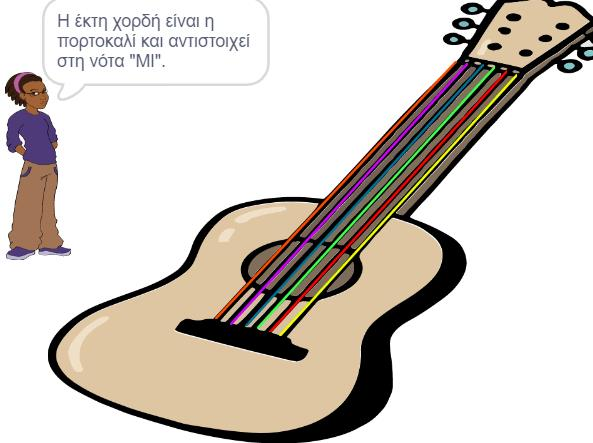 Η έκτη χορδή είναι η
πορτοκαλί και αντιστοιχεί
στη νότα "ΜΙ".